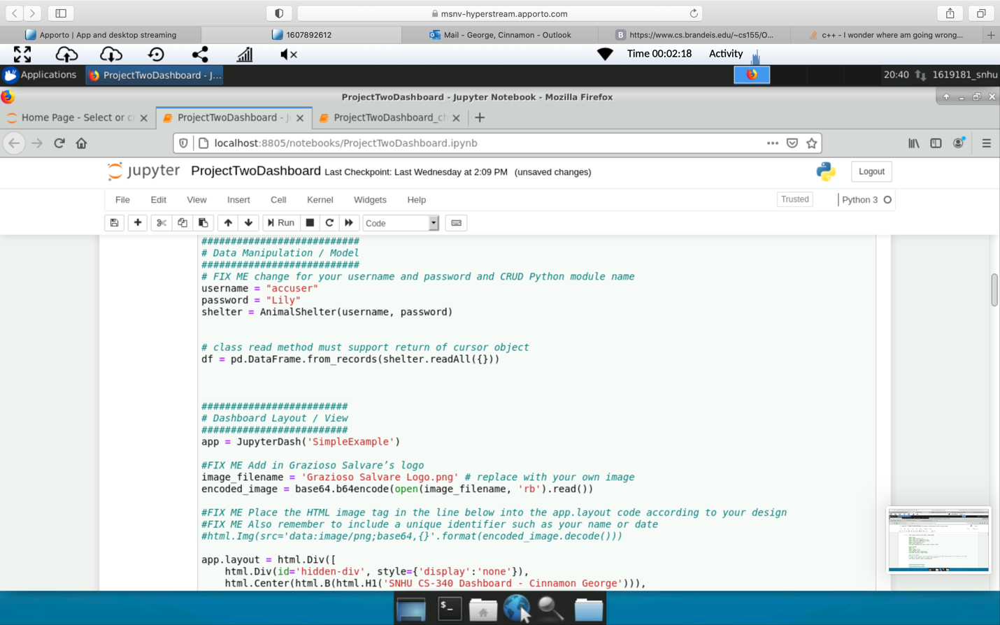 msnv-hyperstream.apporto.com
Apporto | App and desktop streaming
1607892612
Mail - George, Cinnamon - Outlook
B https://www.cs.brandeis.edu/~cs155/O...
c++ - I wonder where am going wrong...
Time 00:02:18 Activity
Applications ProjectTwoDashboard - J... 20:40 1619181_snhu
ProjectTwoDashboard - Jupyter Notebook - Mozilla Firefox
Home Page - Select or c
ProjectTwoDashboard -
ProjectTwoDashboard_ch
localhost:8805/notebooks/ProjectTwoDashboard.ipynb
jupyter ProjectTwoDashboard Last Checkpoint: Last Wednesday at 2:09 PM (unsaved changes) Logout
File Edit View Insert Cell Kernel Widgets Help Trusted Python 3
Run Code
###########################
# Data Manipulation / Model
###########################
# FIX ME change for your username and password and CRUD Python module name
username = "accuser"
password = "Lily"
shelter = AnimalShelter(username, password)
# class read method must support return of cursor object
df = pd.DataFrame.from_records(shelter.readAll({}))
#########################
# Dashboard Layout / View
#########################
app = JupyterDash('SimpleExample')
#FIX ME Add in Grazioso Salvare’s logo
image_filename = 'Grazioso Salvare Logo.png' # replace with your own image
encoded_image = base64.b64encode(open(image_filename, 'rb').read())
#FIX ME Place the HTML image tag in the line below into the app.layout code according to your design
#FIX ME Also remember to include a unique identifier such as your name or date
#html.Img(src='data:image/png;base64,{}'.format(encoded_image.decode()))
app.layout = html.Div([
html.Div(id='hidden-div', style={'display':'none'}),
html.Center(html.B(html.H1('SNHU CS-340 Dashboard - Cinnamon George'))),